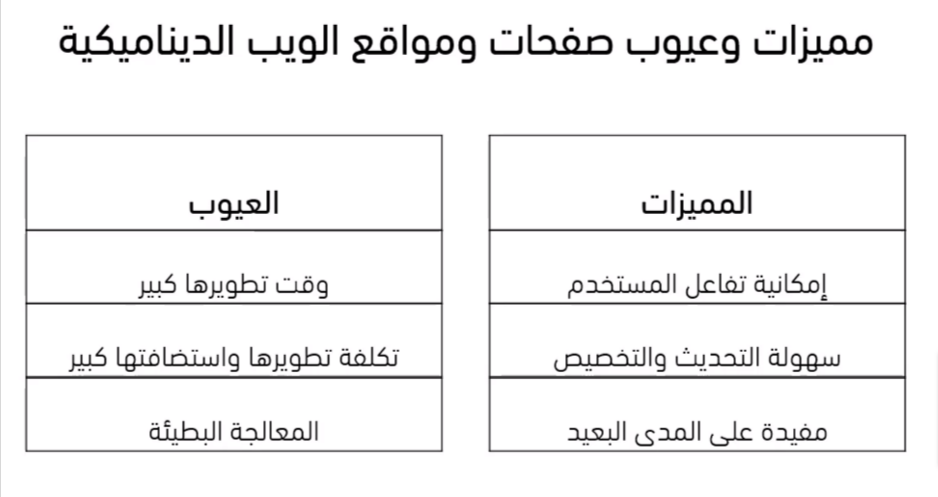 مميزات وعيوب صفحات ومواقع الويب الديناميكية
المميزات
إمكانية تفاعل المستخدم
سهولة التحديث والتخصيص
مفيدة على المدى البعيد
العيوب
وقت تطويرها كبير
تكلفة تطويرها واستضافتها كبير
المعالجة البطيئة